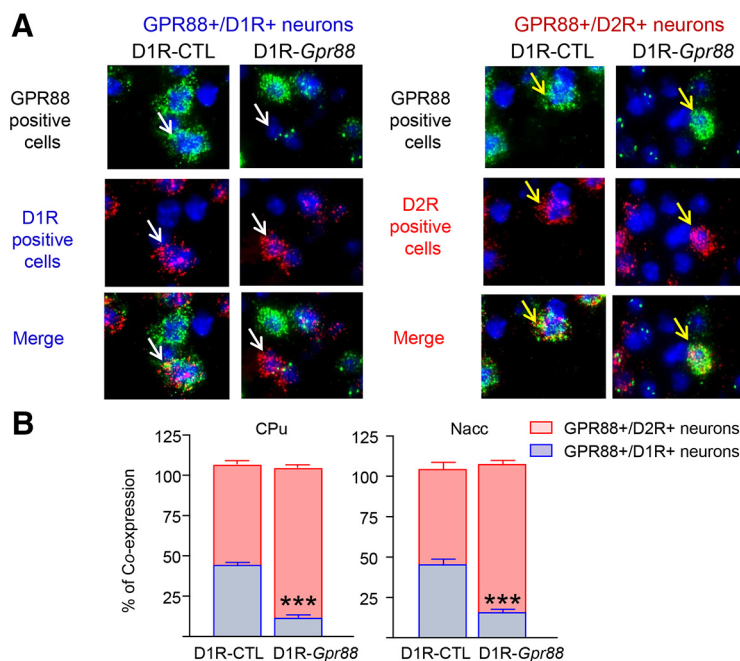 A
GPR88+/D1R+ neurons
D1R-CTL D1R-Gpr88
GPR88
positive
cells
D1R
positive
cells
Merge
GPR88+/D2R+ neurons
D1R-CTL D1R-Gpr88
GPR88
positive
cells
D2R
positive
cells
Merge
B
GPR88+/D2R+ neurons
GPR88+/D1R+ neurons
% of Co-expression
CPu
125
100
75
50
25
***
D1R-CTL D1R-Gpr88
Nacc
125
100
75
50
25
***
D1R-CTL D1R-Gpr88